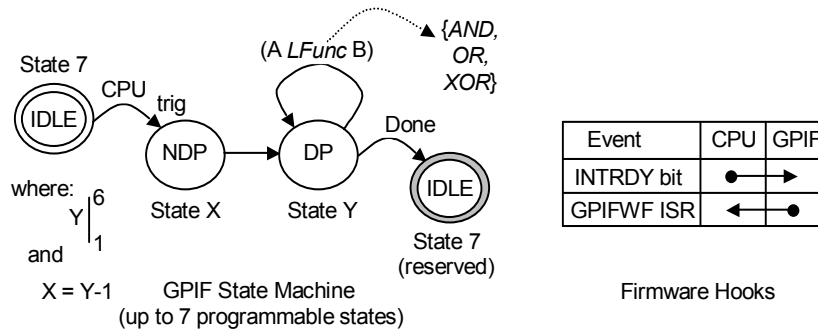 State 7
CPU
trig
IDLE
(A LFunc B)
{AND,
OR,
XOR}
NDP
DP
Done
IDLE
State X
State Y
State 7
(reserved)
where:
Y
6
1
and
X = Y-1
GPIF State Machine
(up to 7 programmable states)
Event CPU GPIF
INTRDY bit
GPIFWF ISR
Firmware Hooks